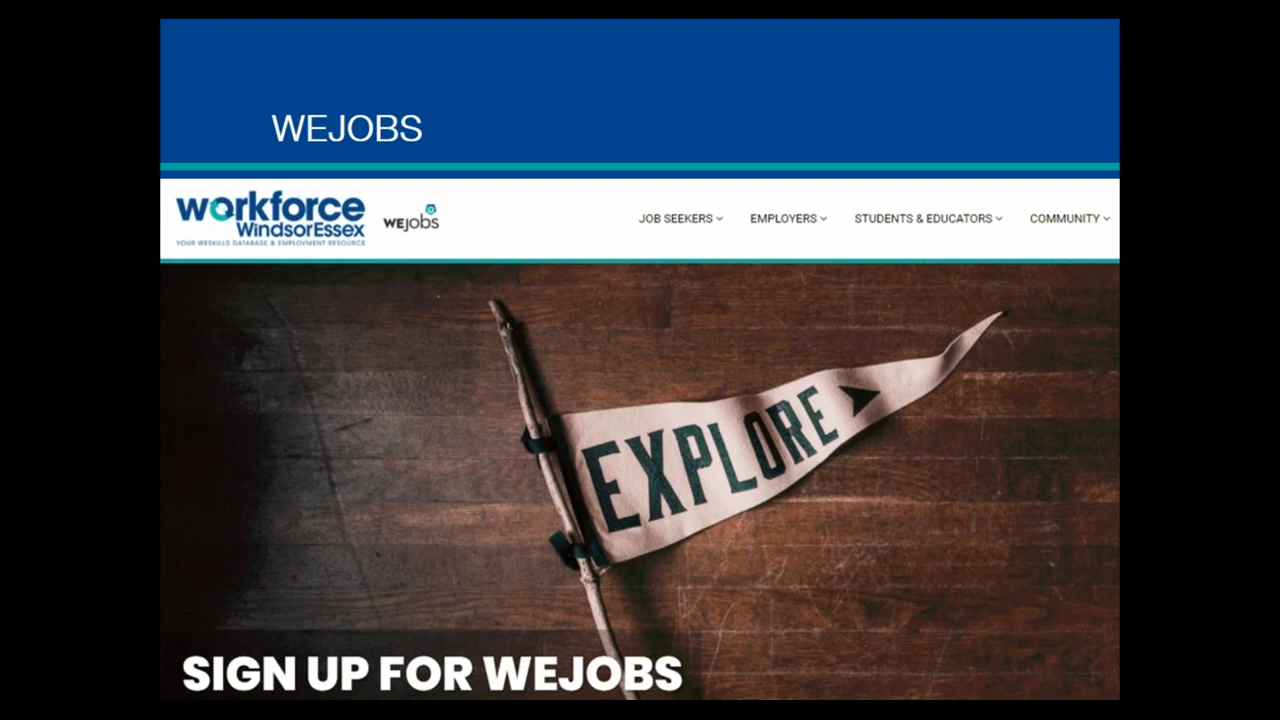 WEJOBS
workforce
WindsorEssex
YOUR WESKILLS DATABASE & EMPLOYMENT RESOURCE
WEjobs
JOB SEEKERS EMPLOYERS STUDENTS & EDUCATORS COMMUNITY
EXPLORE
SIGN UP FOR WEJOBS